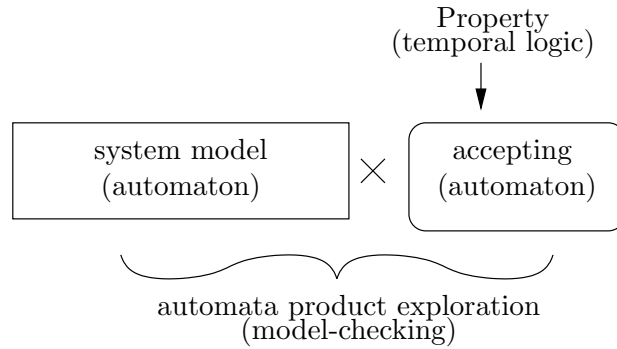 Property
(temporal logic)
system model
(automaton)
×
accepting
(automaton)
automata product exploration
(model-checking)